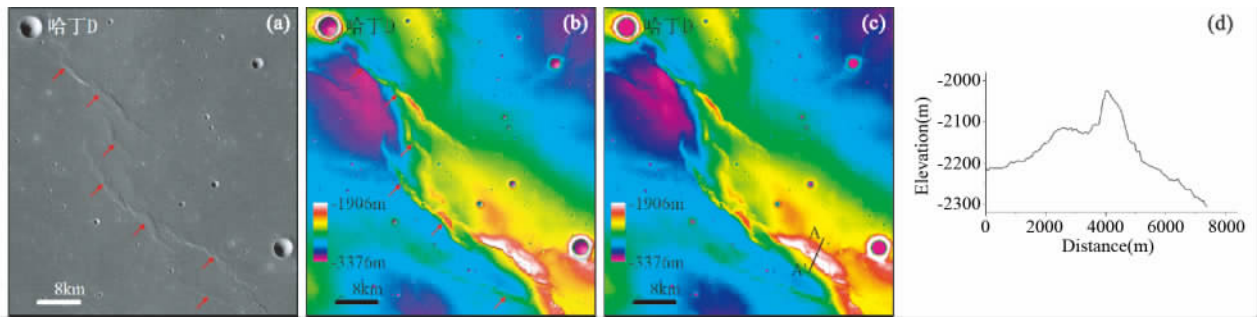 (a)
哈丁D
8km
(b)
哈丁D
-1906m
-3376m
8km
(c)
哈丁D
-1906m
-3376m
8km
A
A'
(d)
Elevation(m)
-2000
-2100
-2200
-2300
0 2000 4000 6000 8000
Distance(m)